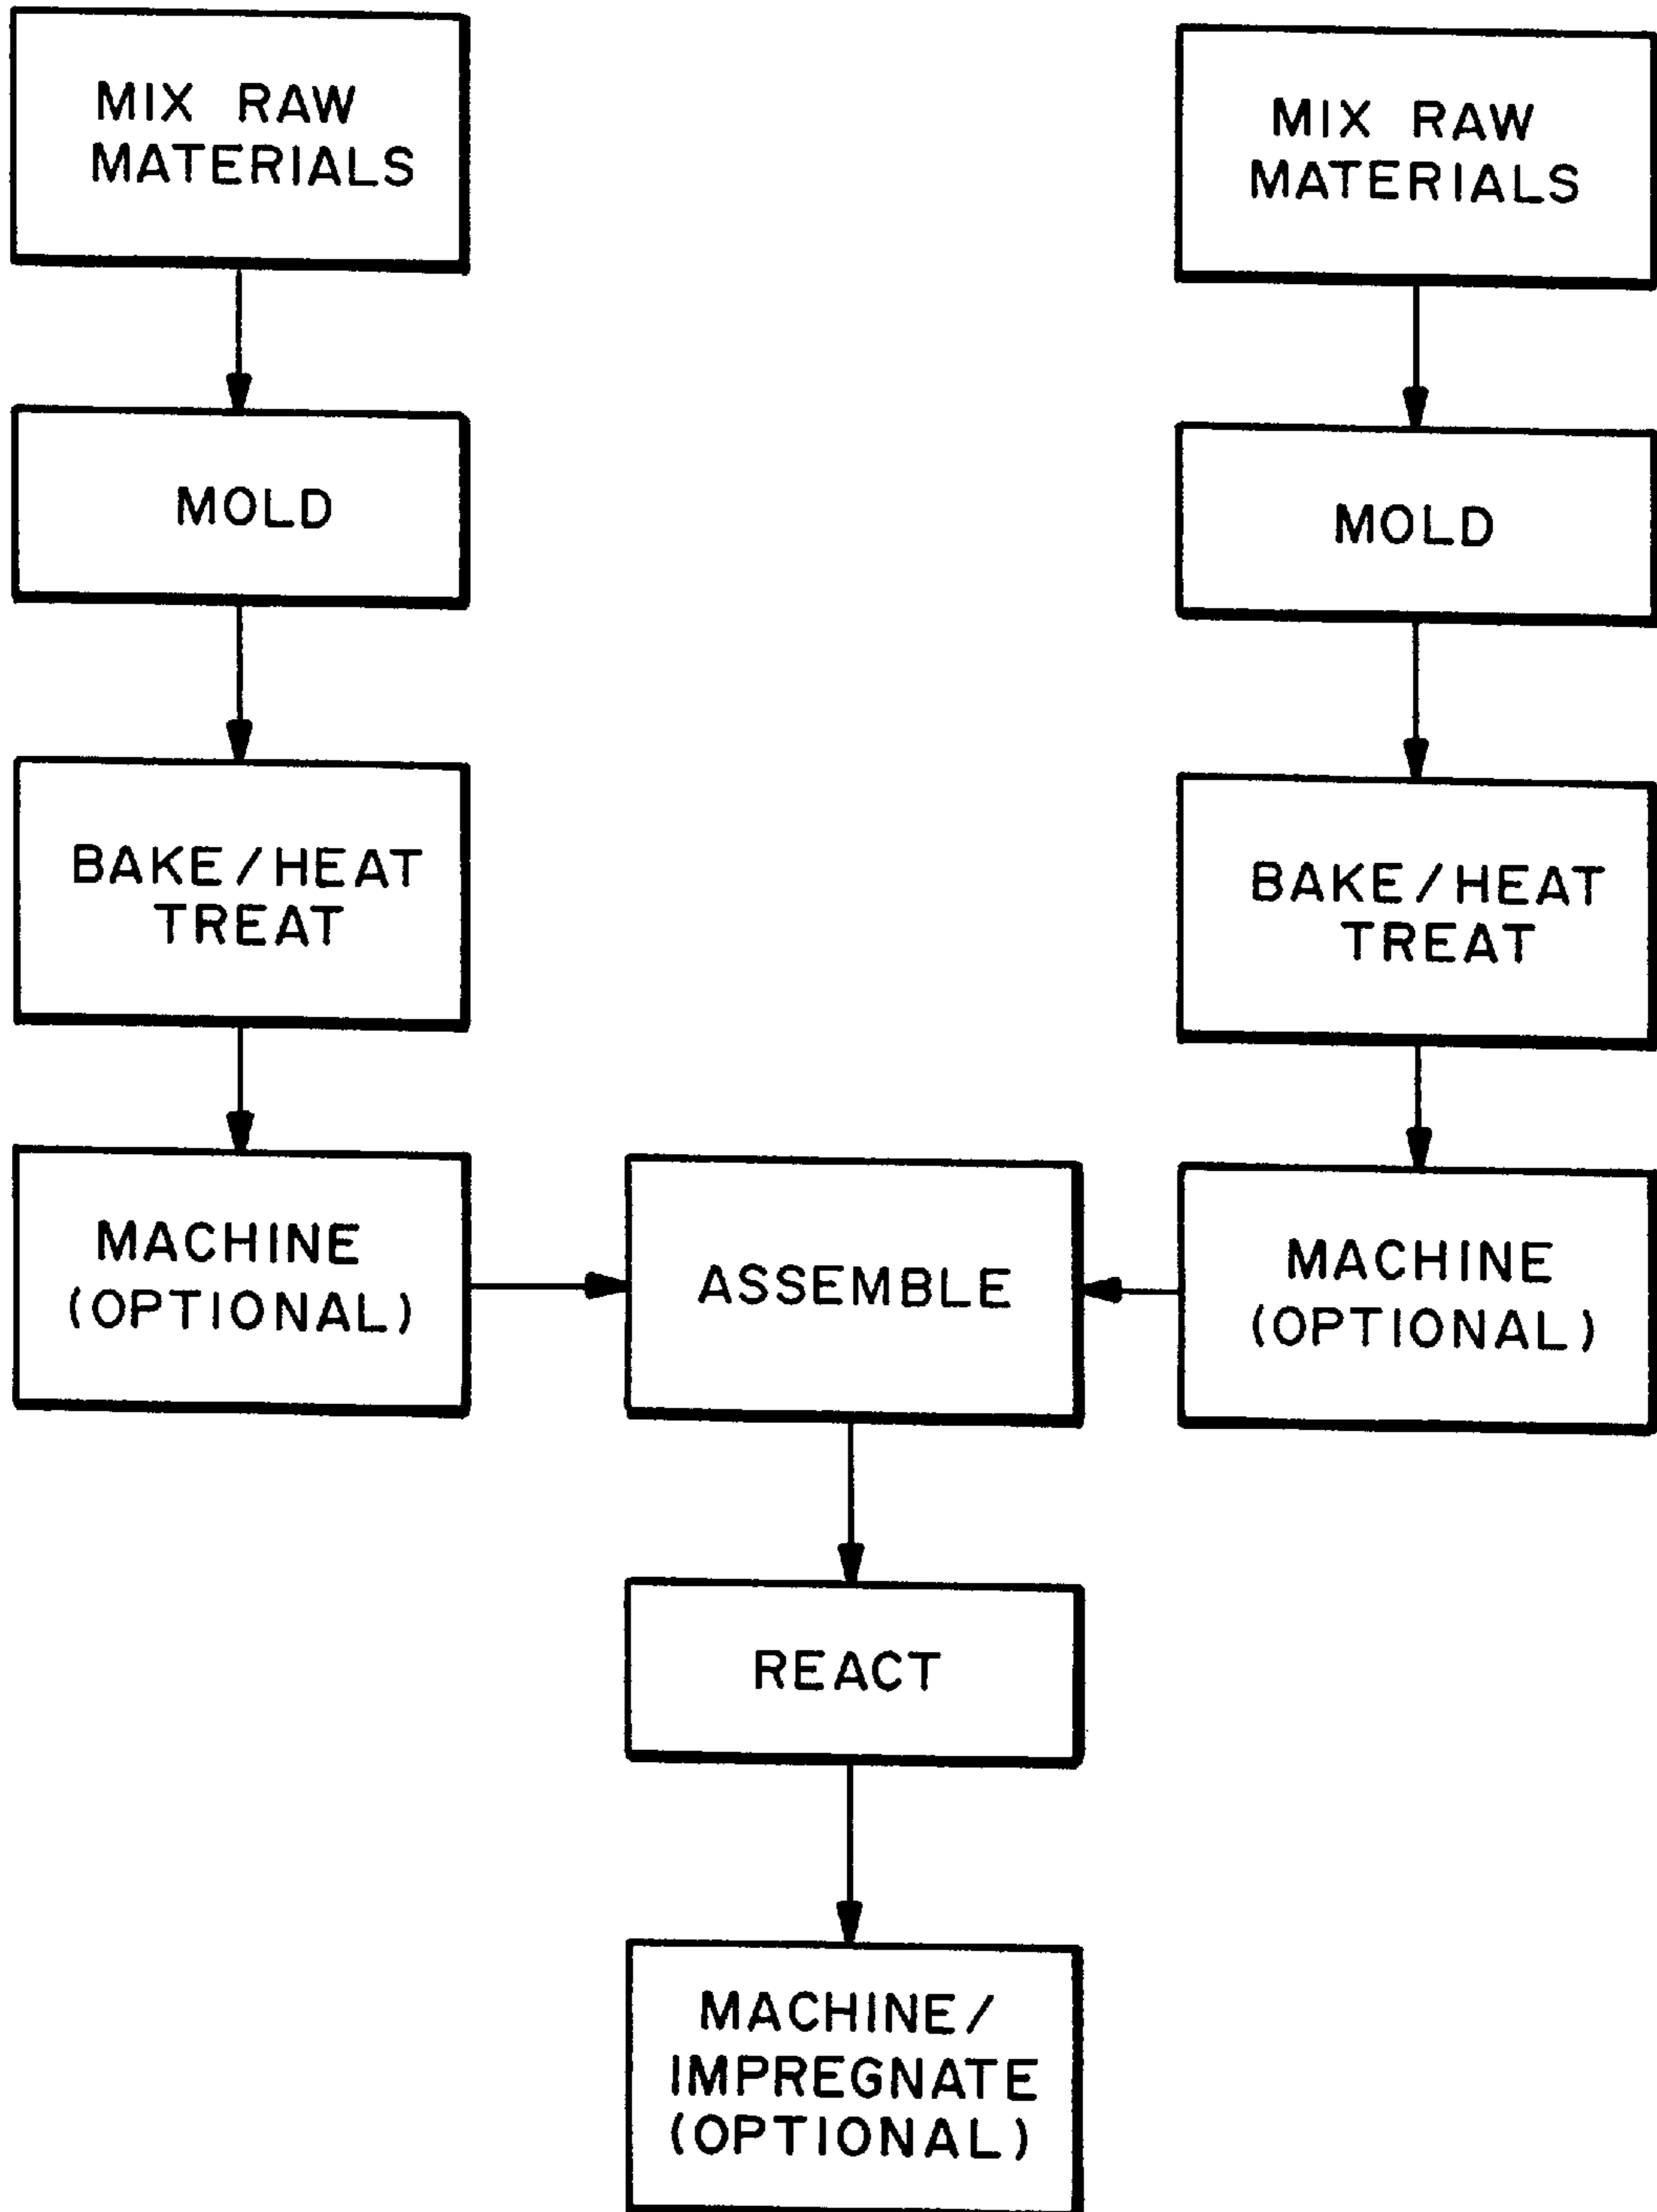 MIX RAW
MATERIALS
MIX RAW
MATERIALS
MOLD
MOLD
BAKE/HEAT
TREAT
BAKE/HEAT
TREAT
MACHINE
(OPTIONAL)
ASSEMBLE
MACHINE
(OPTIONAL)
REACT
MACHINE/
IMPREGNATE
(OPTIONAL)